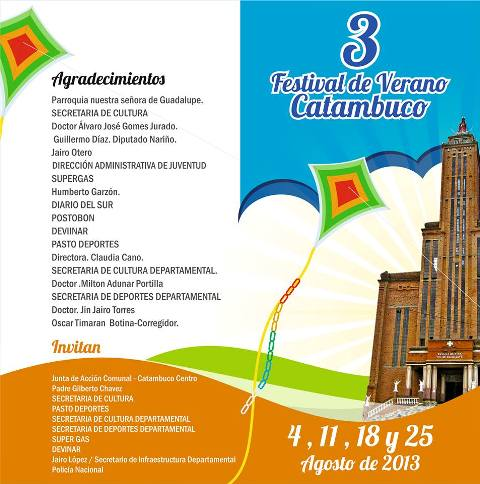 Agradecimientos
Parroquia nuestra señora de Guadalupe.
SECRETARIA DE CULTURA
Doctor Álvaro José Gomes Jurado.
Guillermo Díaz. Diputado Nariño.
Jairo Otero
DIRECCIÓN ADMINISTRATIVA DE JUVENTUD
SUPERGAS
Humberto Garzón.
DIARIO DEL SUR
POSTOBON
DEVIINAR
PASTO DEPORTES
Directora. Claudia Cano.
SECRETARIA DE CULTURA DEPARTAMENTAL.
Doctor .Milton Adunar Portilla
SECRETARIA DE DEPORTES DEPARTAMENTAL
Doctor. Jin Jairo Torres
Oscar Timaran Botina-Corregidor.
Invitan
Junta de Acción Comunal - Catambuco Centro
Padre Gilberto Chavez
SECRETARIA DE CULTURA
PASTO DEPORTES
SECRETARIA DE CULTURA DEPARTAMENTAL
SECRETARIA DE DEPORTES DEPARTAMENTAL
SUPER GAS
DEVINAR
Jairo López / Secretario de Infraestructura Departamental
Policía Nacional
3
Festival de Verano
Catambuco
4 , 11 , 18 y 25
Agosto de 2013